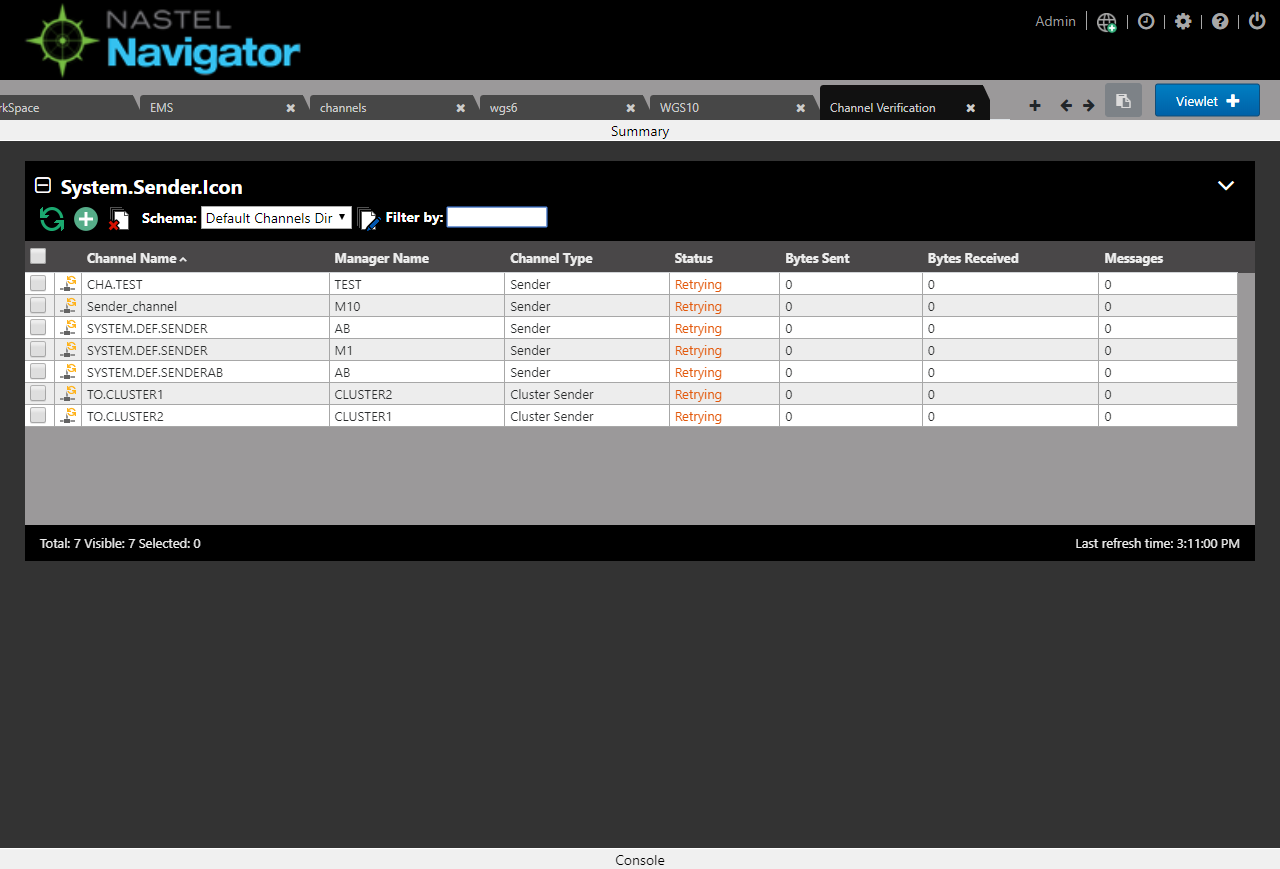 NASTEL
Navigator
Admin
rkSpace EMS channels wgs6 WGS10 Channel Verification Viewlet
Summary
System.Sender.Icon
Schema: Default Channels Dir Filter by:
Channel Name Manager Name Channel Type Status Bytes Sent Bytes Received Messages
CHA.TEST TEST Sender Retrying 0 0 0
Sender_channel M10 Sender Retrying 0 0 0
SYSTEM.DEF.SENDER AB Sender Retrying 0 0 0
SYSTEM.DEF.SENDER M1 Sender Retrying 0 0 0
SYSTEM.DEF.SENDERAB AB Sender Retrying 0 0 0
TO.CLUSTER1 CLUSTER2 Cluster Sender Retrying 0 0 0
TO.CLUSTER2 CLUSTER1 Cluster Sender Retrying 0 0 0
Total: 7 Visible: 7 Selected: 0 Last refresh time: 3:11:00 PM
Console